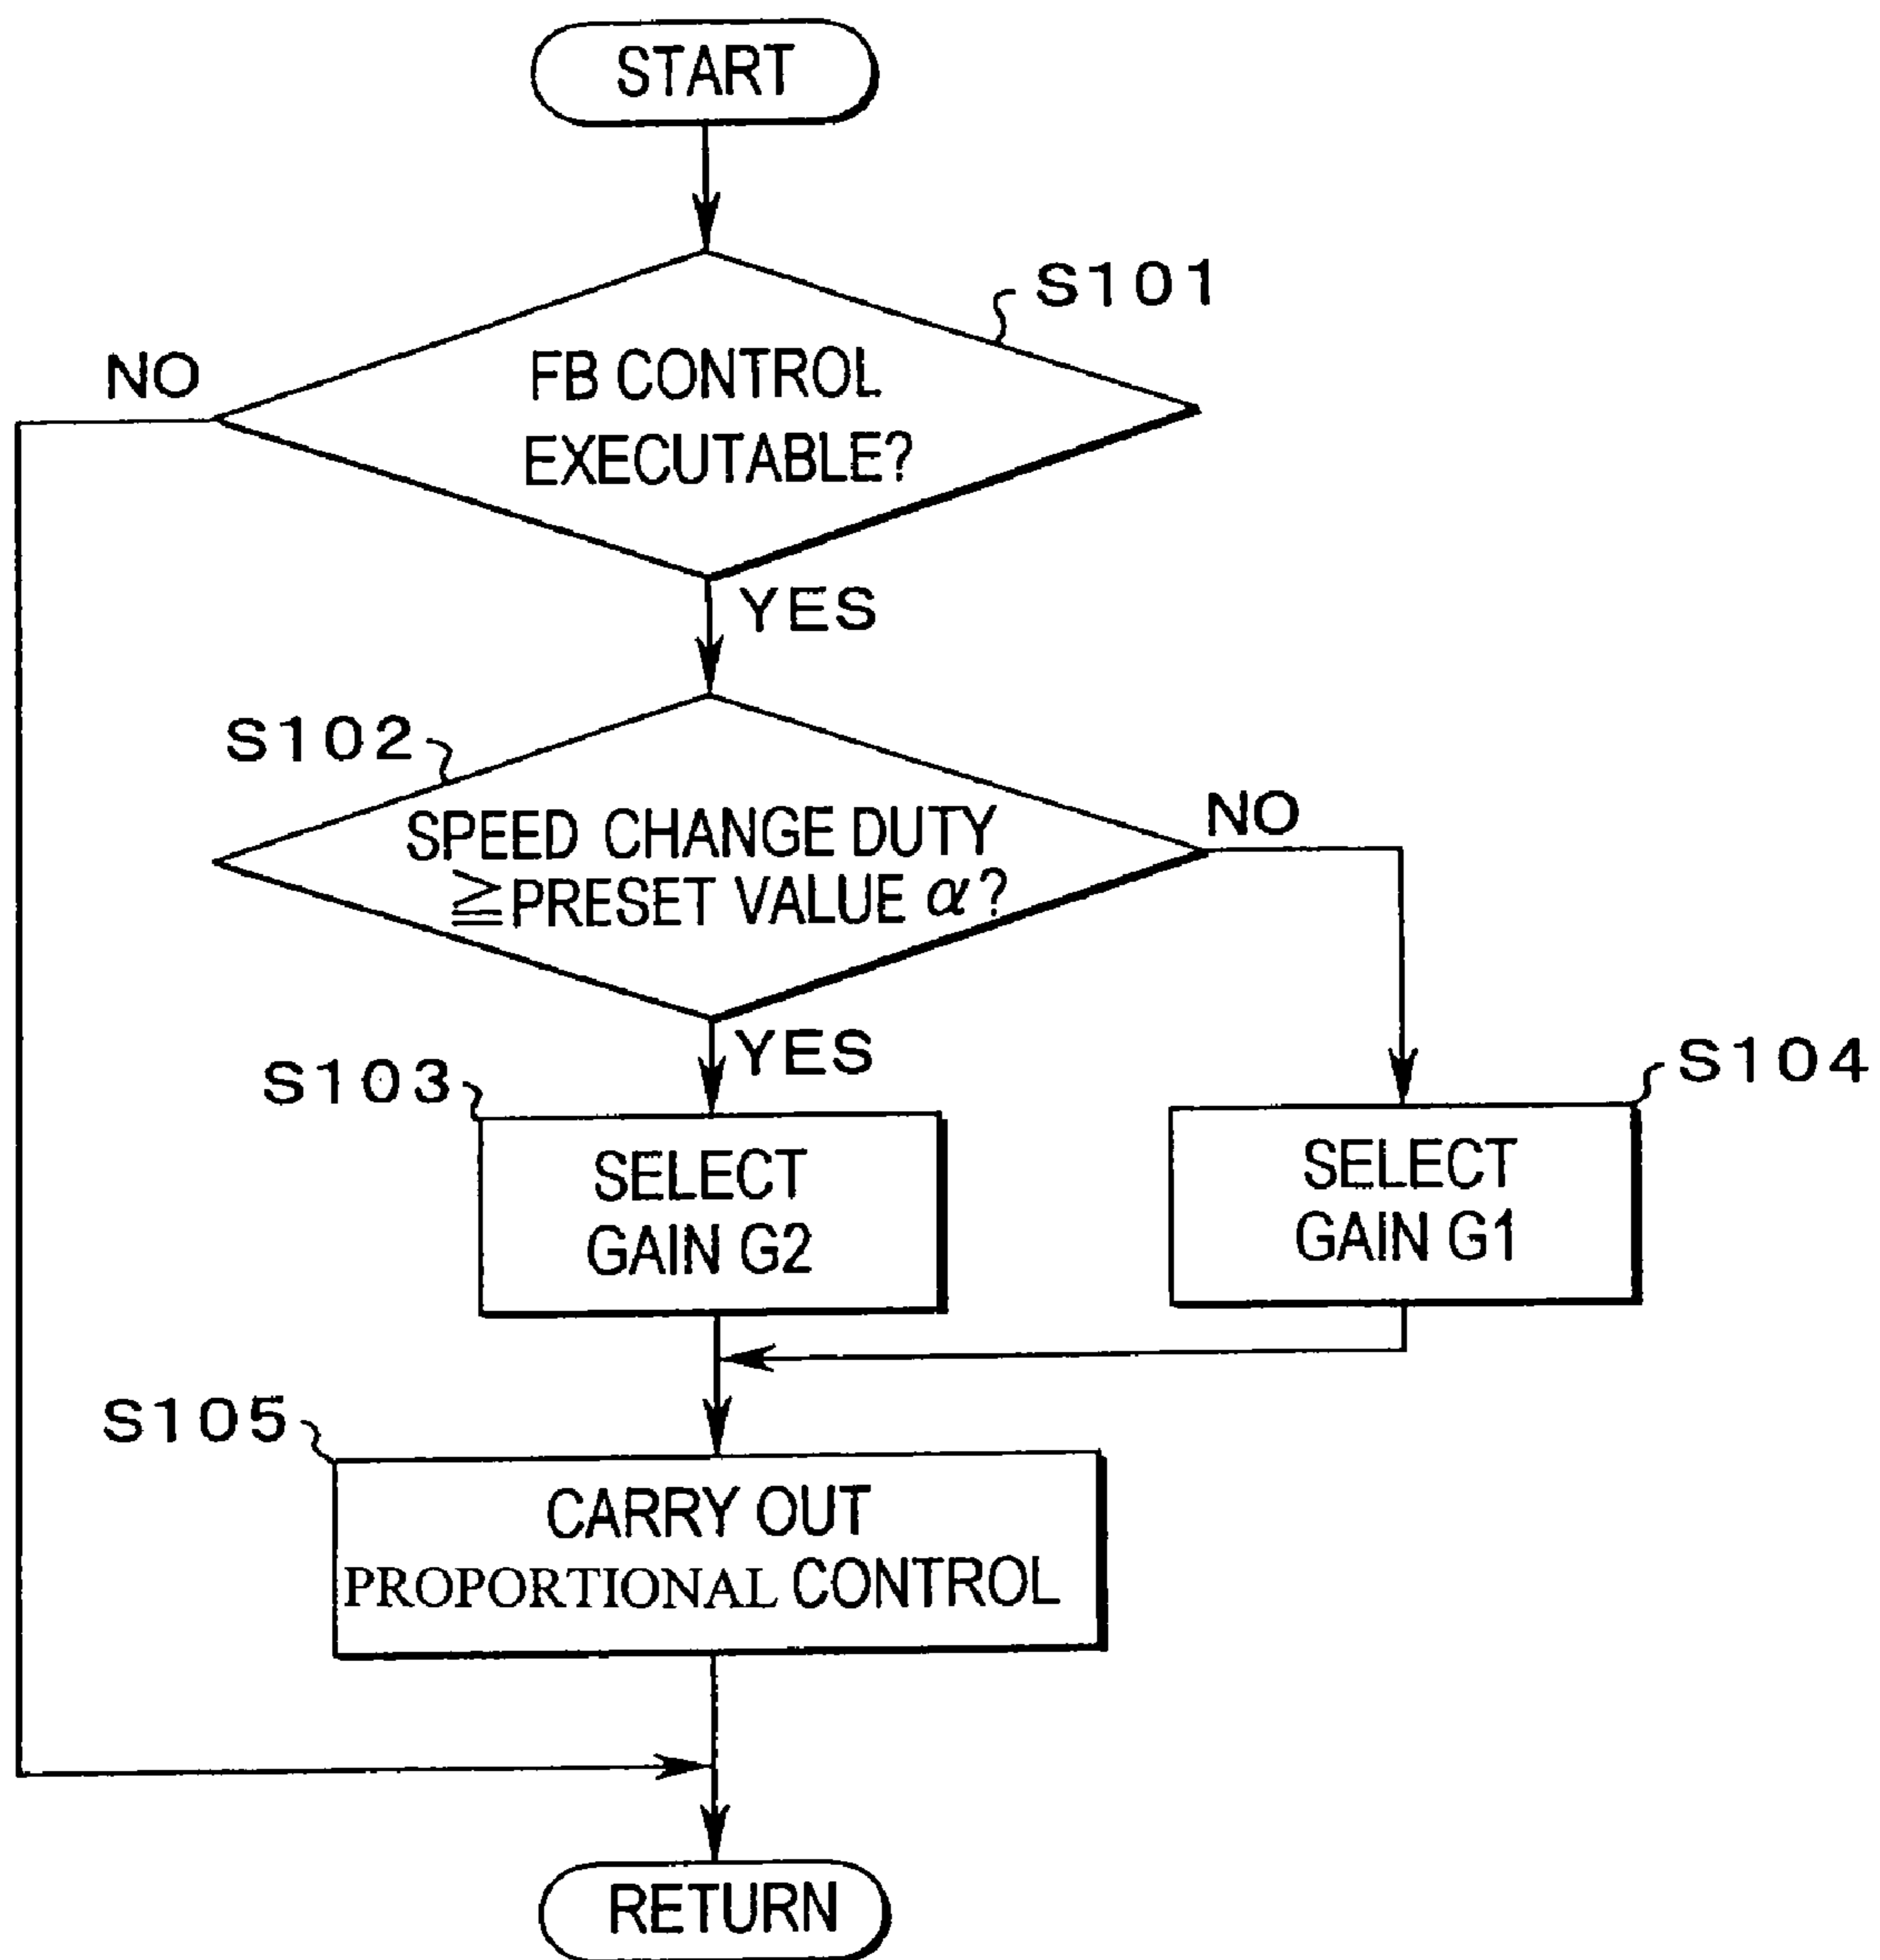 START
S101
NO
FB CONTROL
EXECUTABLE?
YES
S102
NO
SPEED CHANGE DUTY
≧PRESET VALUE α?
YES
S103
S104
SELECT
GAIN G2
SELECT
GAIN G1
S105
CARRY OUT
PROPORTIONAL CONTROL
RETURN